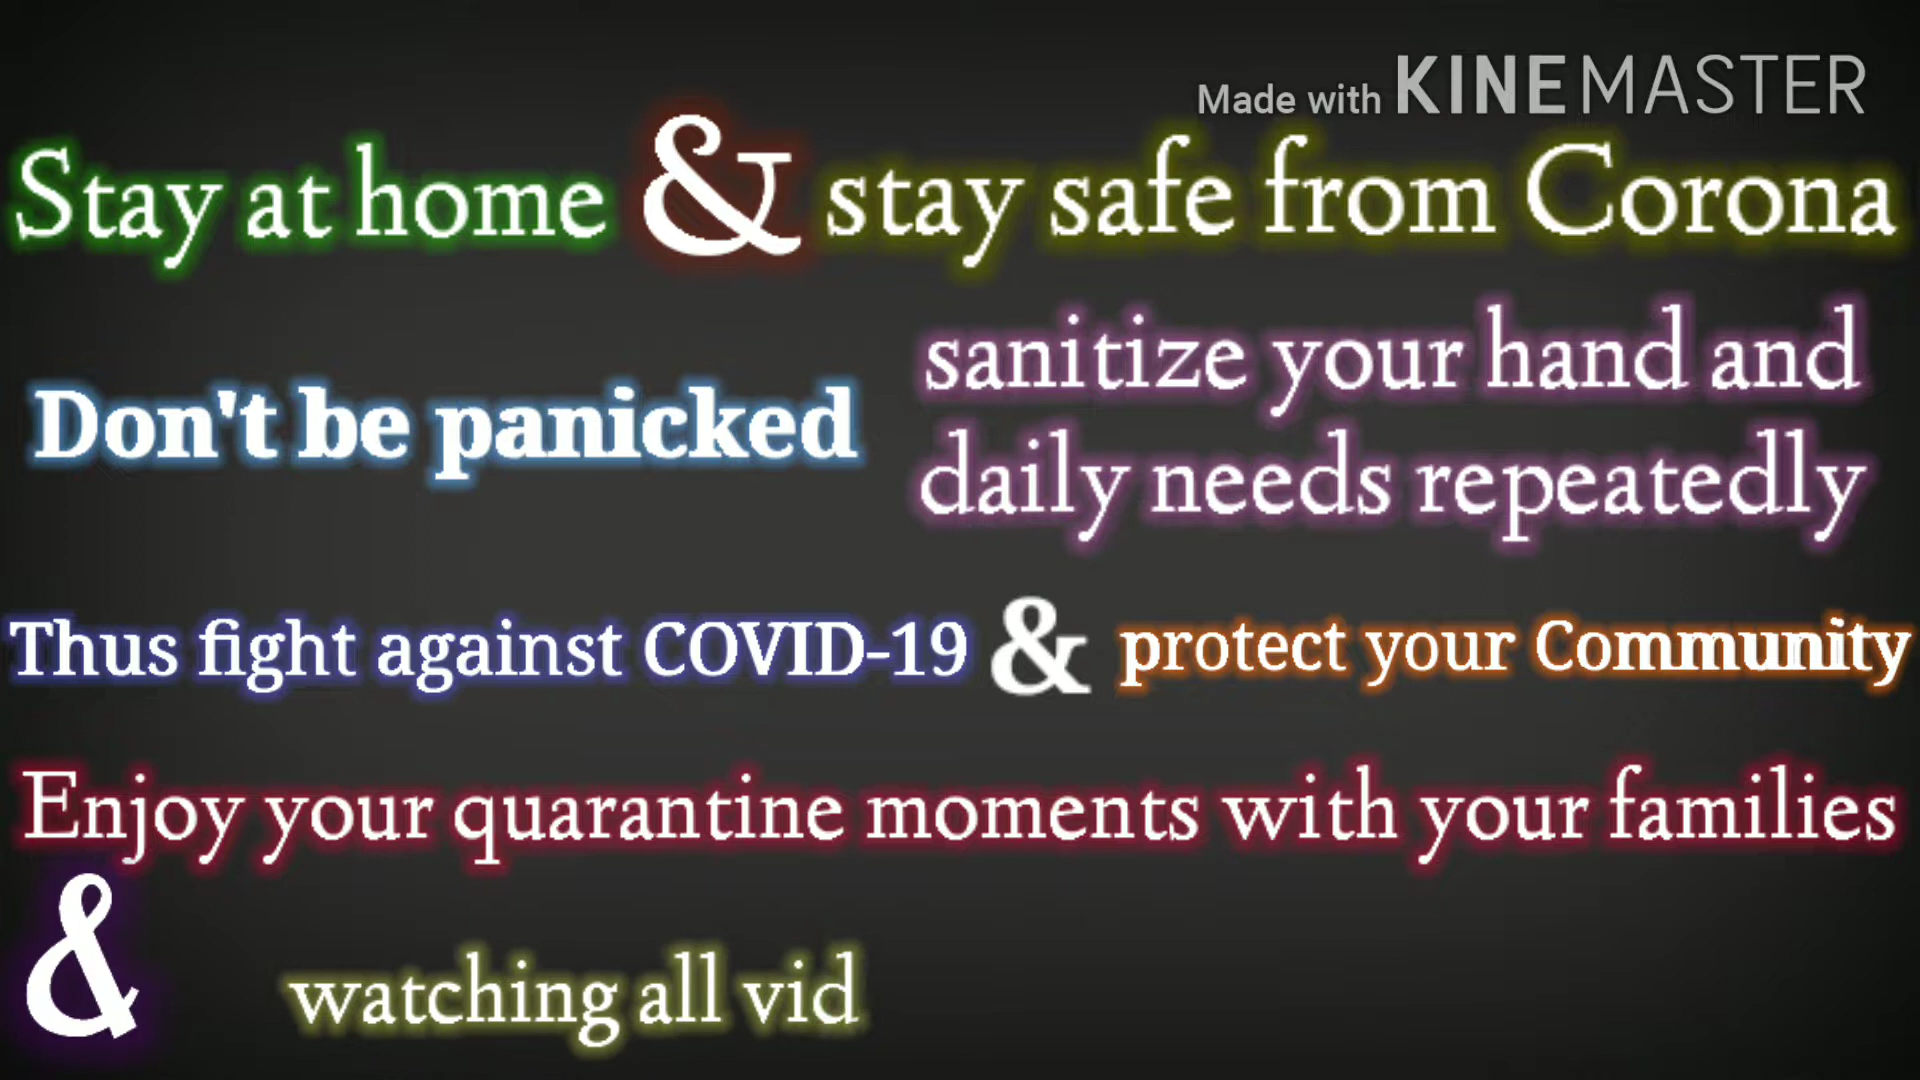 Made with KINEMASTER
Stay at home & stay safe from Corona
Don't be panicked
sanitize your hand and
daily needs repeatedly
Thus fight against COVID-19 & protect your Community
Enjoy your quarantine moments with your families
& watching all vid